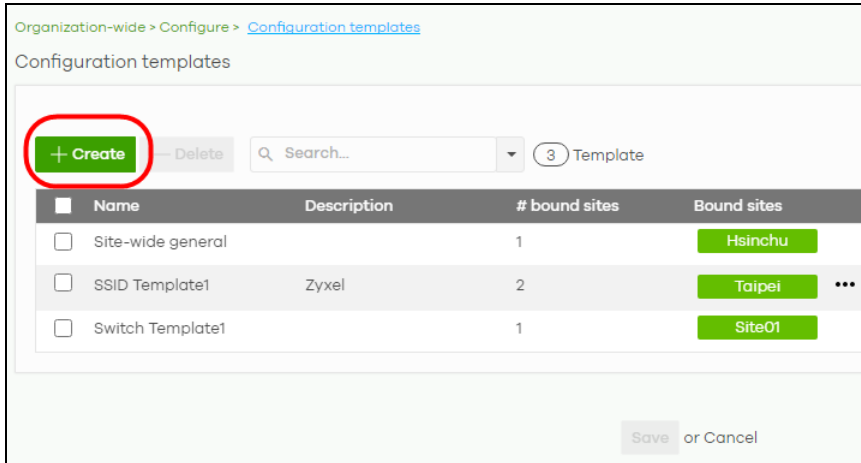 Organization-wide > Configure > Configuration templates
Configuration templates
+ Create — Delete Search... 3 Template
Name Description # bound sites Bound sites
Site-wide general 1 Hsinchu
SSID Template1 Zyxel 2 Taipei •••
Switch Template1 1 Site01
Save or Cancel